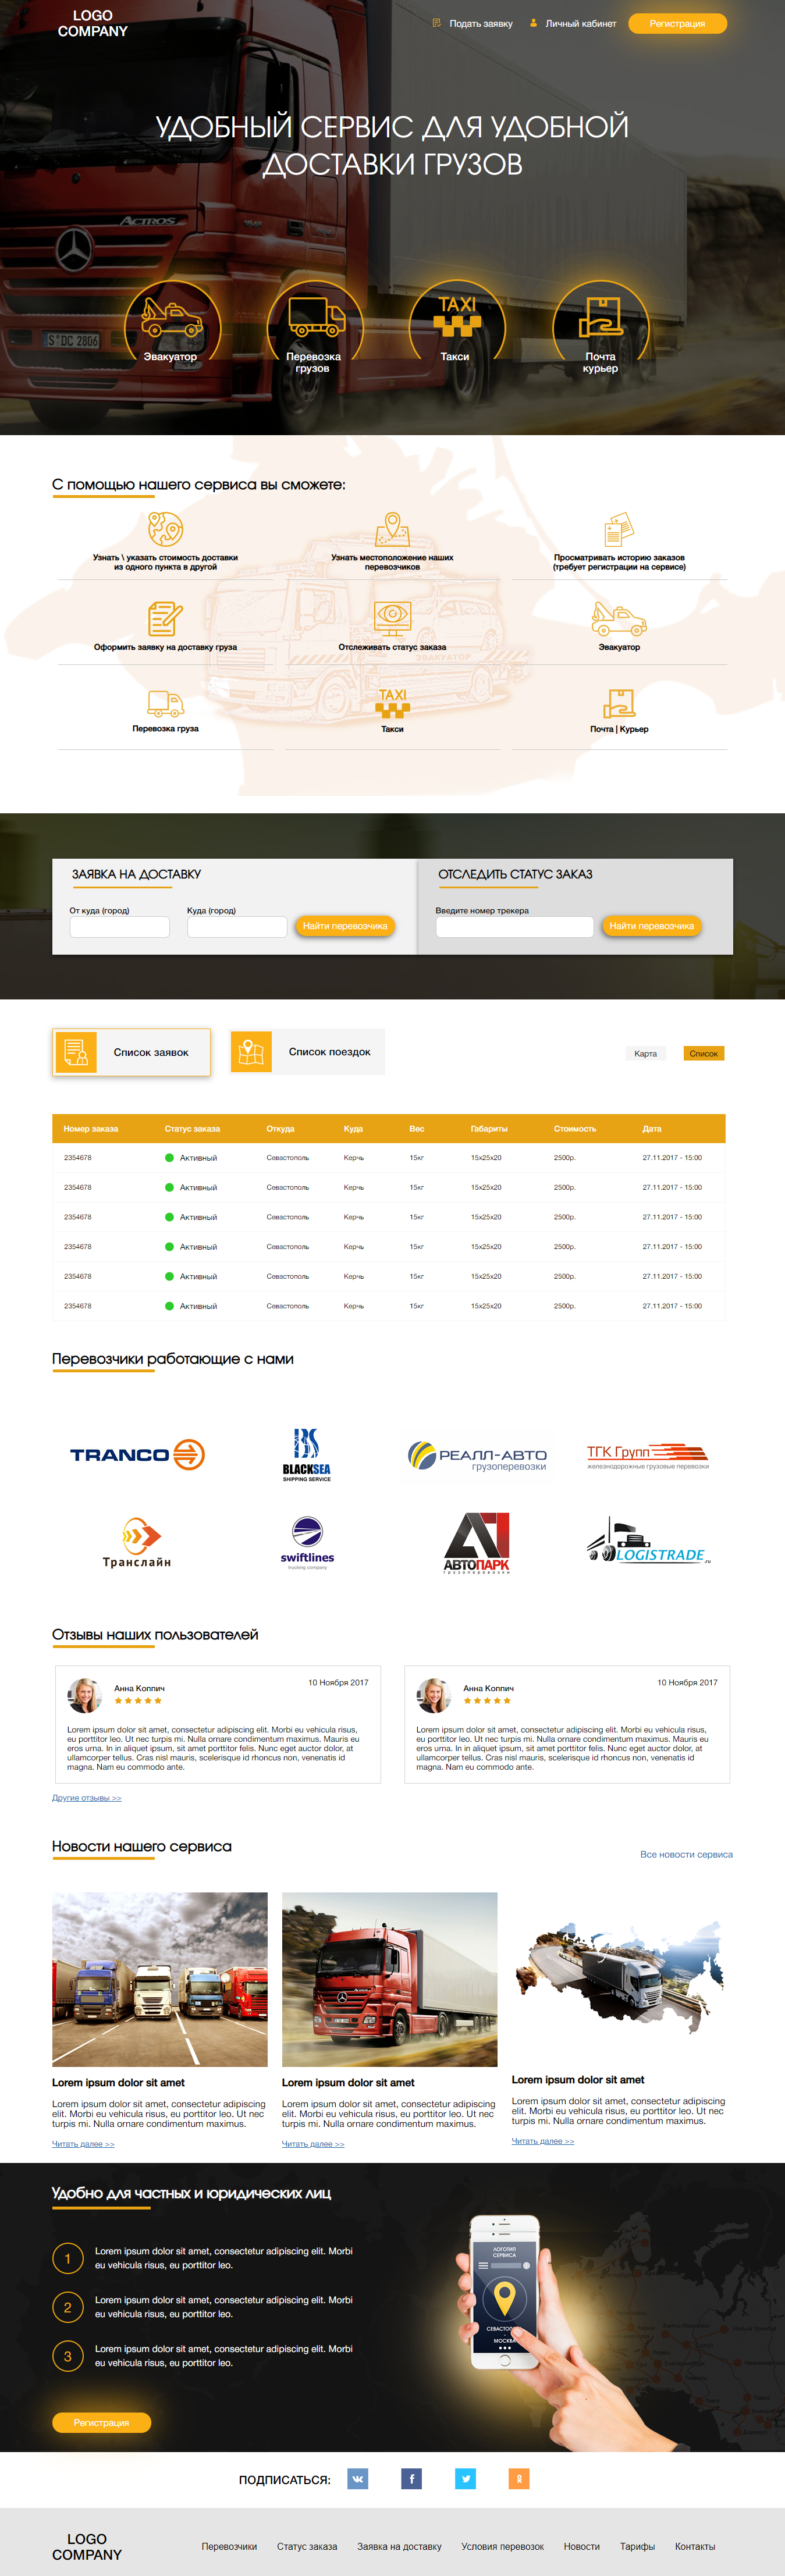 LOGO
COMPANY
Подать заявку
Личный кабинет
Регистрация
УДОБНЫЙ СЕРВИС ДЛЯ УДОБНОЙ
ДОСТАВКИ ГРУЗОВ
ACTROS
S DC 2806
TAXI
Эвакуатор
Перевозка
грузов
Такси
Почта
курьер
С помощью нашего сервиса вы сможете:
Узнать \ указать стоимость доставки
из одного пункта в другой
Узнать местоположение наших
перевозчиков
Просматривать историю заказов
(требует регистрации на сервисе)
Оформить заявку на доставку груза
Отслеживать статус заказа
Эвакуатор
ЭВАКУАТОР
TAXI
Перевозка груза
Такси
Почта | Курьер
ЗАЯВКА НА ДОСТАВКУ
От куда (город)
Куда (город)
Найти перевозчика
ОТСЛЕДИТЬ СТАТУС ЗАКАЗ
Введите номер трекера
Найти перевозчика
Список заявок
Список поездок
Карта
Список
Номер заказа Статус заказа Откуда Куда Вес Габариты Стоимость Дата
2354678 Активный Севастополь Керчь 15кг 15x25x20 2500р. 27.11.2017 - 15:00
2354678 Активный Севастополь Керчь 15кг 15x25x20 2500р. 27.11.2017 - 15:00
2354678 Активный Севастополь Керчь 15кг 15x25x20 2500р. 27.11.2017 - 15:00
2354678 Активный Севастополь Керчь 15кг 15x25x20 2500р. 27.11.2017 - 15:00
2354678 Активный Севастополь Керчь 15кг 15x25x20 2500р. 27.11.2017 - 15:00
2354678 Активный Севастополь Керчь 15кг 15x25x20 2500р. 27.11.2017 - 15:00
Перевозчики работающие с нами
TRANCO
BSS
BLACKSEA
SHIPPING SERVICE
РЕАЛЛ-АВТО
грузоперевозки
ТГК Групп
железнодорожные грузовые перевозки
Транслайн
swiftlines
trucking company
АВТОПАРК
грузоперевозки
LOGISTRADE.ru
Отзывы наших пользователей
Анна Коппич
10 Ноября 2017
Lorem ipsum dolor sit amet, consectetur adipiscing elit. Morbi eu vehicula risus,
eu porttitor leo. Ut nec turpis mi. Nulla ornare condimentum maximus. Mauris eu
eros urna. In in aliquet ipsum, sit amet porttitor felis. Nunc eget auctor dolor, at
ullamcorper tellus. Cras nisl mauris, scelerisque id rhoncus non, venenatis id
magna. Nam eu commodo ante.
Анна Коппич
10 Ноября 2017
Lorem ipsum dolor sit amet, consectetur adipiscing elit. Morbi eu vehicula risus,
eu porttitor leo. Ut nec turpis mi. Nulla ornare condimentum maximus. Mauris eu
eros urna. In in aliquet ipsum, sit amet porttitor felis. Nunc eget auctor dolor, at
ullamcorper tellus. Cras nisl mauris, scelerisque id rhoncus non, venenatis id
magna. Nam eu commodo ante.
Другие отзывы >>
Новости нашего сервиса
Все новости сервиса
Lorem ipsum dolor sit amet
Lorem ipsum dolor sit amet, consectetur adipiscing
elit. Morbi eu vehicula risus, eu porttitor leo. Ut nec
turpis mi. Nulla ornare condimentum maximus.
Читать далее >>
Lorem ipsum dolor sit amet
Lorem ipsum dolor sit amet, consectetur adipiscing
elit. Morbi eu vehicula risus, eu porttitor leo. Ut nec
turpis mi. Nulla ornare condimentum maximus.
Читать далее >>
Lorem ipsum dolor sit amet
Lorem ipsum dolor sit amet, consectetur adipiscing
elit. Morbi eu vehicula risus, eu porttitor leo. Ut nec
turpis mi. Nulla ornare condimentum maximus.
Читать далее >>
Удобно для частных и юридических лиц
1
Lorem ipsum dolor sit amet, consectetur adipiscing elit. Morbi
eu vehicula risus, eu porttitor leo.
2
Lorem ipsum dolor sit amet, consectetur adipiscing elit. Morbi
eu vehicula risus, eu porttitor leo.
3
Lorem ipsum dolor sit amet, consectetur adipiscing elit. Morbi
eu vehicula risus, eu porttitor leo.
Регистрация
ЛОГОТИП
СЕРВИСА
МОСКВА
ПОДПИСАТЬСЯ:
LOGO
COMPANY
Перевозчики
Статус заказа
Заявка на доставку
Условия перевозок
Новости
Тарифы
Контакты